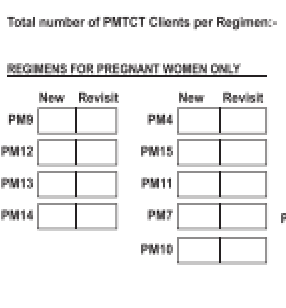 Total number of PMTCT Clients per Regimen:-
REGIMENS FOR PREGNANT WOMEN ONLY
New Revisit New Revisit
PM9 PM4
PM12 PM15
PM13 PM11
PM14 PM7
PM10